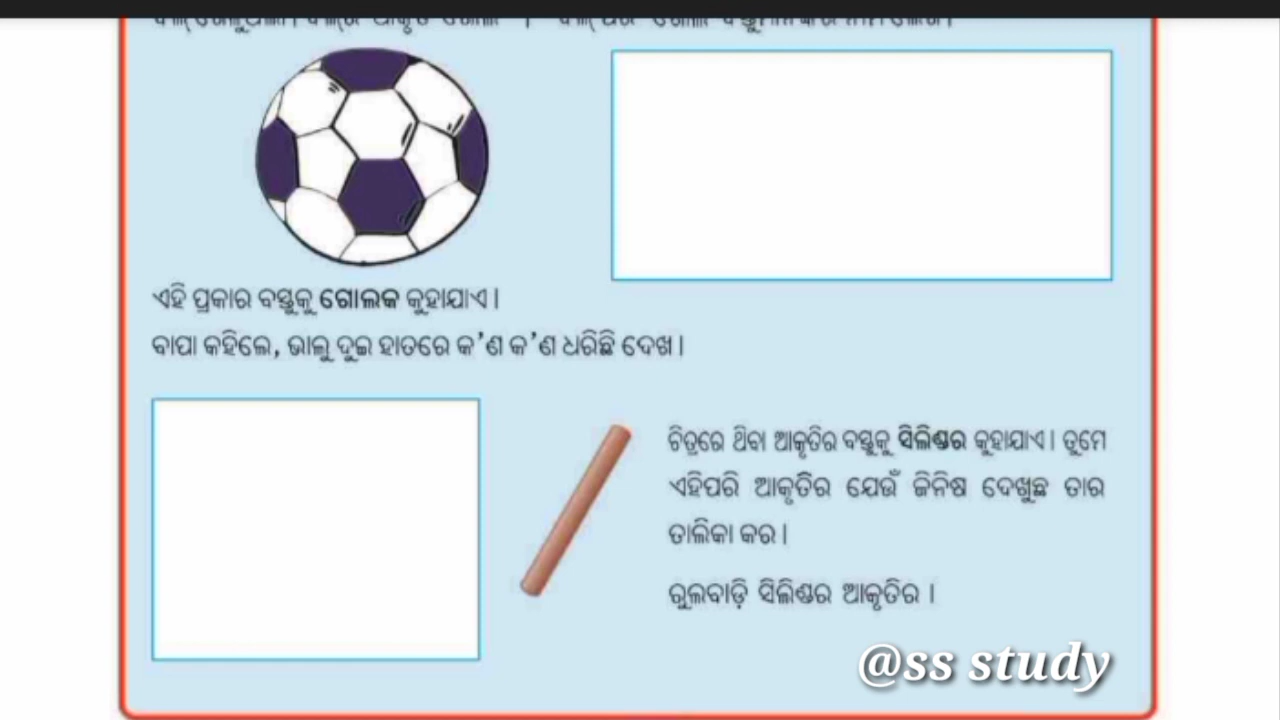 ଏହି ପ୍ରକାର ବସ୍ତୁକୁ ଗୋଲକ କୁହାଯାଏ ।
ବାପା କହିଲେ, ଭାଲୁ ଦୁଇ ହାତରେ କ'ଣ କ'ଣ ଧରିଛି ଦେଖ ।
ଚିତ୍ରରେ ଥିବା ଆକୃତିର ବସ୍ତୁକୁ ସିଲିଣ୍ଡର କୁହାଯାଏ । ତୁମେ
ଏହିପରି ଆକୃତିର ଯେଉଁ ଜିନିଷ ଦେଖୁଛ ତାର
ତାଲିକା କର ।
ରୁଲବାଡ଼ି ସିଲିଣ୍ଡର ଆକୃତିର ।
@ss study